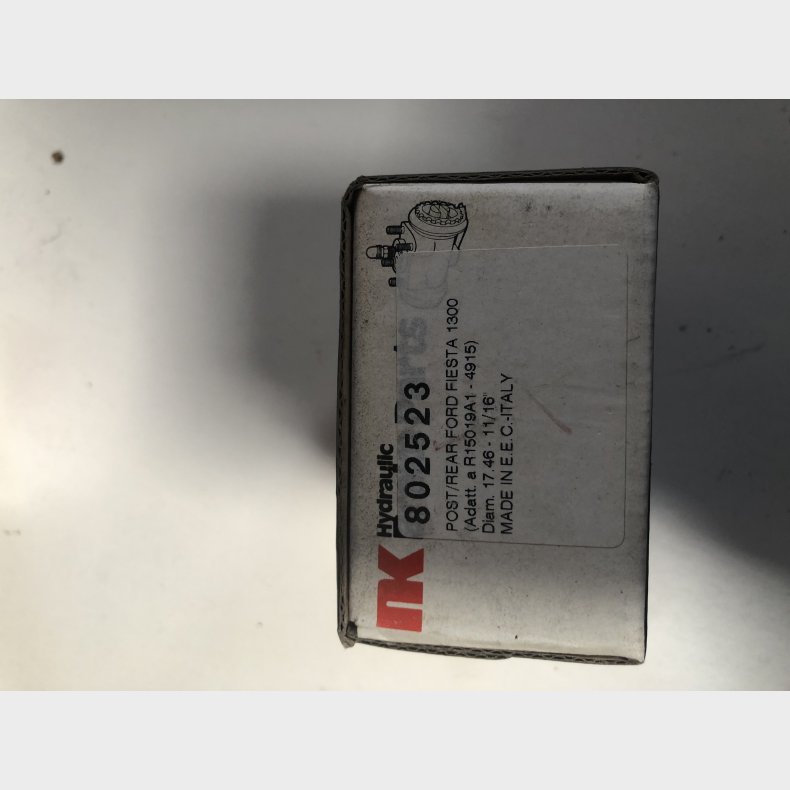 NK Hydraulic
802523
POST/REAR FORD FIESTA 1300
(Adatt. a R15019A1 - 4915)
Diam. 17.46 - 11/16"
MADE IN E.E.C.-ITALY